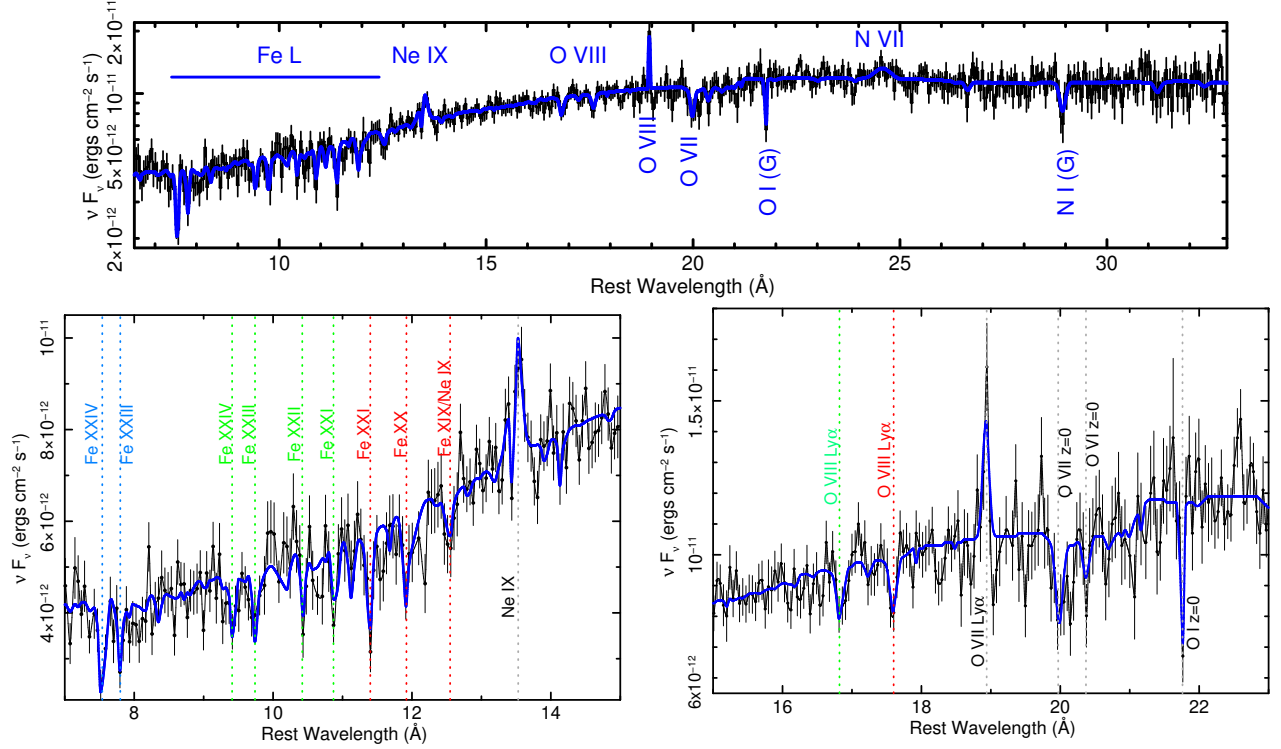 Fe L
Ne IX
O VIII
N VII
O VIII
O VII
O I (G)
N I (G)
ν Fν (ergs cm−2 s−1)
2×10−11
10−11
5×10−12
2×10−12
10 15 20 25 30
Rest Wavelength (Å)
Fe XXIV
Fe XXIII
Fe XXIV
Fe XXIII
Fe XXII
Fe XXI
Fe XXI
Fe XX
Fe XIX/Ne IX
Ne IX
ν Fν (ergs cm−2 s−1)
10−11
8×10−12
6×10−12
4×10−12
8 10 12 14
Rest Wavelength (Å)
O VIII Lyα
O VIII Lyα
O VII Lyα
O VII z=0
O VI z=0
O I z=0
ν Fν (ergs cm−2 s−1)
1.5×10−11
10−11
6×10−12
16 18 20 22
Rest Wavelength (Å)